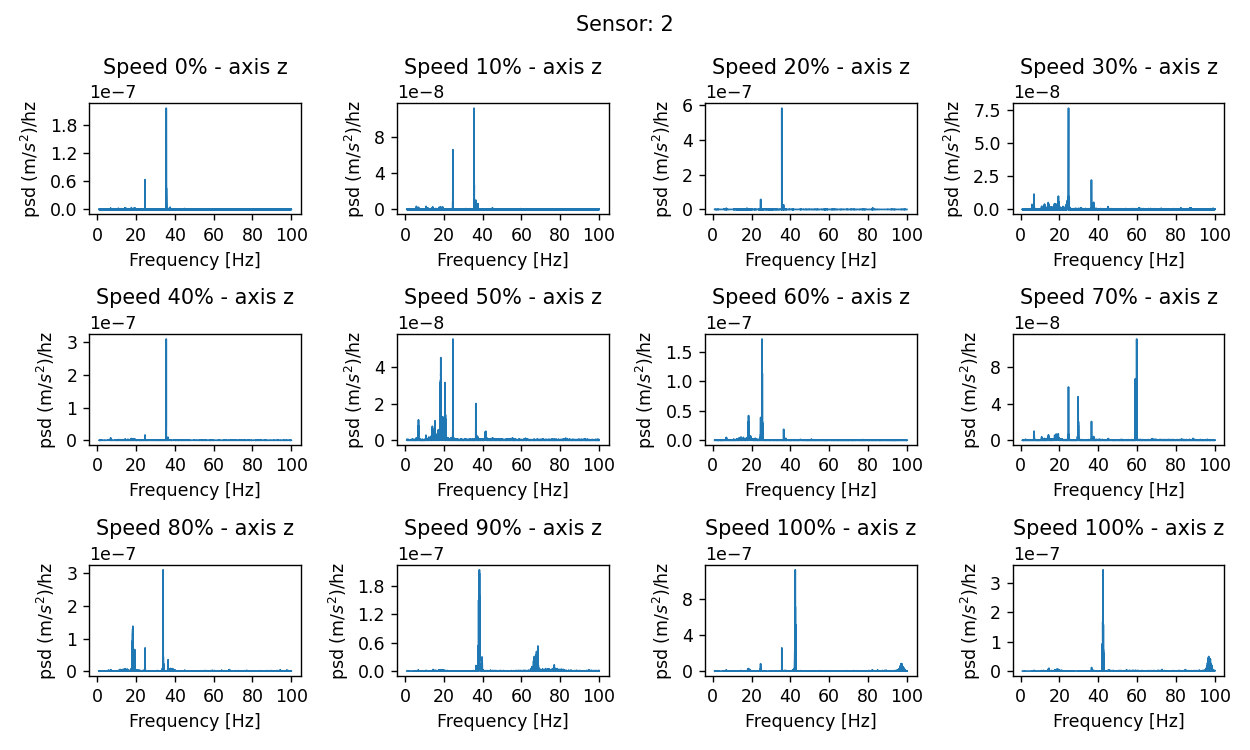 Sensor: 2
Speed 0% - axis z
1e−7
psd (m/s²)/hz
1.8
1.2
0.6
0.0
0 20 40 60 80 100
Frequency [Hz]
Speed 10% - axis z
1e−8
psd (m/s²)/hz
8
4
0
0 20 40 60 80 100
Frequency [Hz]
Speed 20% - axis z
1e−7
psd (m/s²)/hz
6
4
2
0
0 20 40 60 80 100
Frequency [Hz]
Speed 30% - axis z
1e−8
psd (m/s²)/hz
7.5
5.0
2.5
0.0
0 20 40 60 80 100
Frequency [Hz]
Speed 40% - axis z
1e−7
psd (m/s²)/hz
3
2
1
0
0 20 40 60 80 100
Frequency [Hz]
Speed 50% - axis z
1e−8
psd (m/s²)/hz
4
2
0
0 20 40 60 80 100
Frequency [Hz]
Speed 60% - axis z
1e−7
psd (m/s²)/hz
1.5
1.0
0.5
0.0
0 20 40 60 80 100
Frequency [Hz]
Speed 70% - axis z
1e−8
psd (m/s²)/hz
8
4
0
0 20 40 60 80 100
Frequency [Hz]
Speed 80% - axis z
1e−7
psd (m/s²)/hz
3
2
1
0
0 20 40 60 80 100
Frequency [Hz]
Speed 90% - axis z
1e−7
psd (m/s²)/hz
1.8
1.2
0.6
0.0
0 20 40 60 80 100
Frequency [Hz]
Speed 100% - axis z
1e−7
psd (m/s²)/hz
8
4
0
0 20 40 60 80 100
Frequency [Hz]
Speed 100% - axis z
1e−7
psd (m/s²)/hz
3
2
1
0
0 20 40 60 80 100
Frequency [Hz]